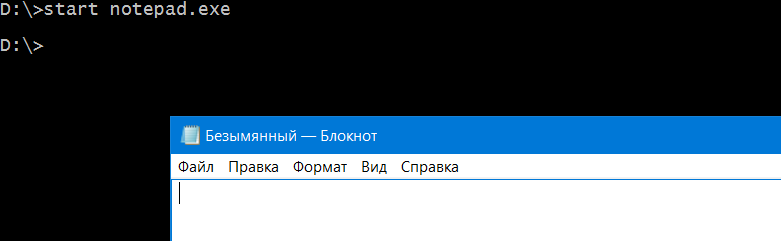 D:\>start notepad.exe
D:\>
Безымянный — Блокнот
Файл Правка Формат Вид Справка